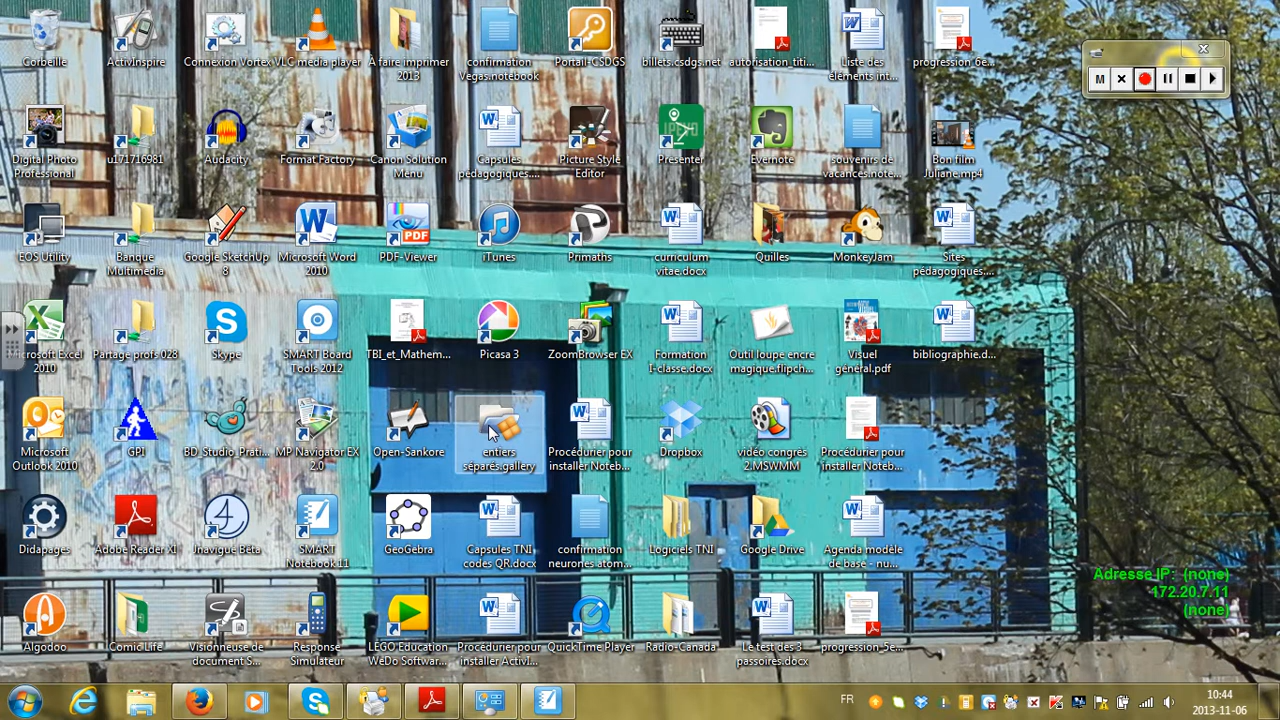 Corbeille
ActivInspire
Connexion Vortex
VLC media player
À faire imprimer
2013
confirmation
Vegas.notebook
Portail-CSDGS
billets.csdgs.net
autorisation_titi...
Liste des
éléments int...
progression_6e...
M
Digital Photo
Professional
u171716981
Audacity
Format Factory
Canon Solution
Menu
Capsules
pédagogiques....
Picture Style
Editor
IPEVO
Presenter
Evernote
souvenirs de
vacances.note...
Bon film
Juliane.mp4
EOS Utility
Banque
Multimédia
Google SketchUp
8
Microsoft Word
2010
PDF
PDF-Viewer
iTunes
Primaths
curriculum
vitae.docx
Quilles
MonkeyJam
Sites
pédagogiques....
Microsoft Excel
2010
Partage profs 028
Skype
SMART Board
Tools 2012
TBI_et_Mathem...
Picasa 3
ZoomBrowser EX
Formation
I-classe.docx
Outil loupe encre
magique.flipch...
Visuel
général.pdf
bibliographie.d...
Microsoft
Outlook 2010
GPI
BD_Studio_Prati...
MP Navigator EX
2.0
Open-Sankore
entiers
séparés.gallery
Procédurier pour
installer Noteb...
Dropbox
vidéo congrès
2.MSWMM
Procédurier pour
installer Noteb...
Didapages
Adobe Reader XI
Jnavigue Beta
SMART
Notebook 11
GeoGebra
Capsules TNI
codes QR.docx
confirmation
neurones atom...
Logiciels TNI
Google Drive
Agenda modèle
de base - nu...
Adresse IP: (none)
172.20.7.11
(none)
Algodoo
Comic Life
Visionneuse de
document S...
Response
Simulateur
LEGO Education
WeDo Softwar...
Procédurier pour
installer ActivI...
QuickTime Player
Radio-Canada
Le test des 3
passoires.docx
progression_5e...
FR
10:44
2013-11-06